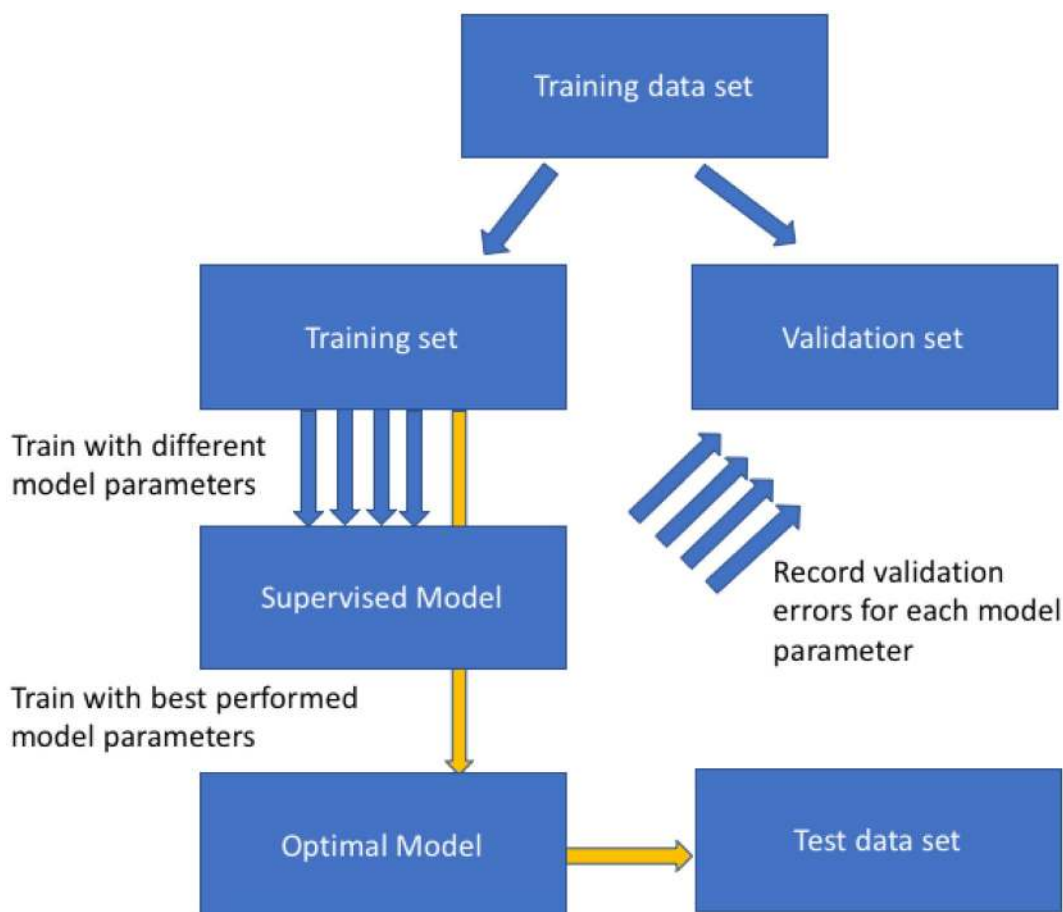 Training data set
Training set
Validation set
Train with different
model parameters
Supervised Model
Record validation
errors for each model
parameter
Train with best performed
model parameters
Optimal Model
Test data set